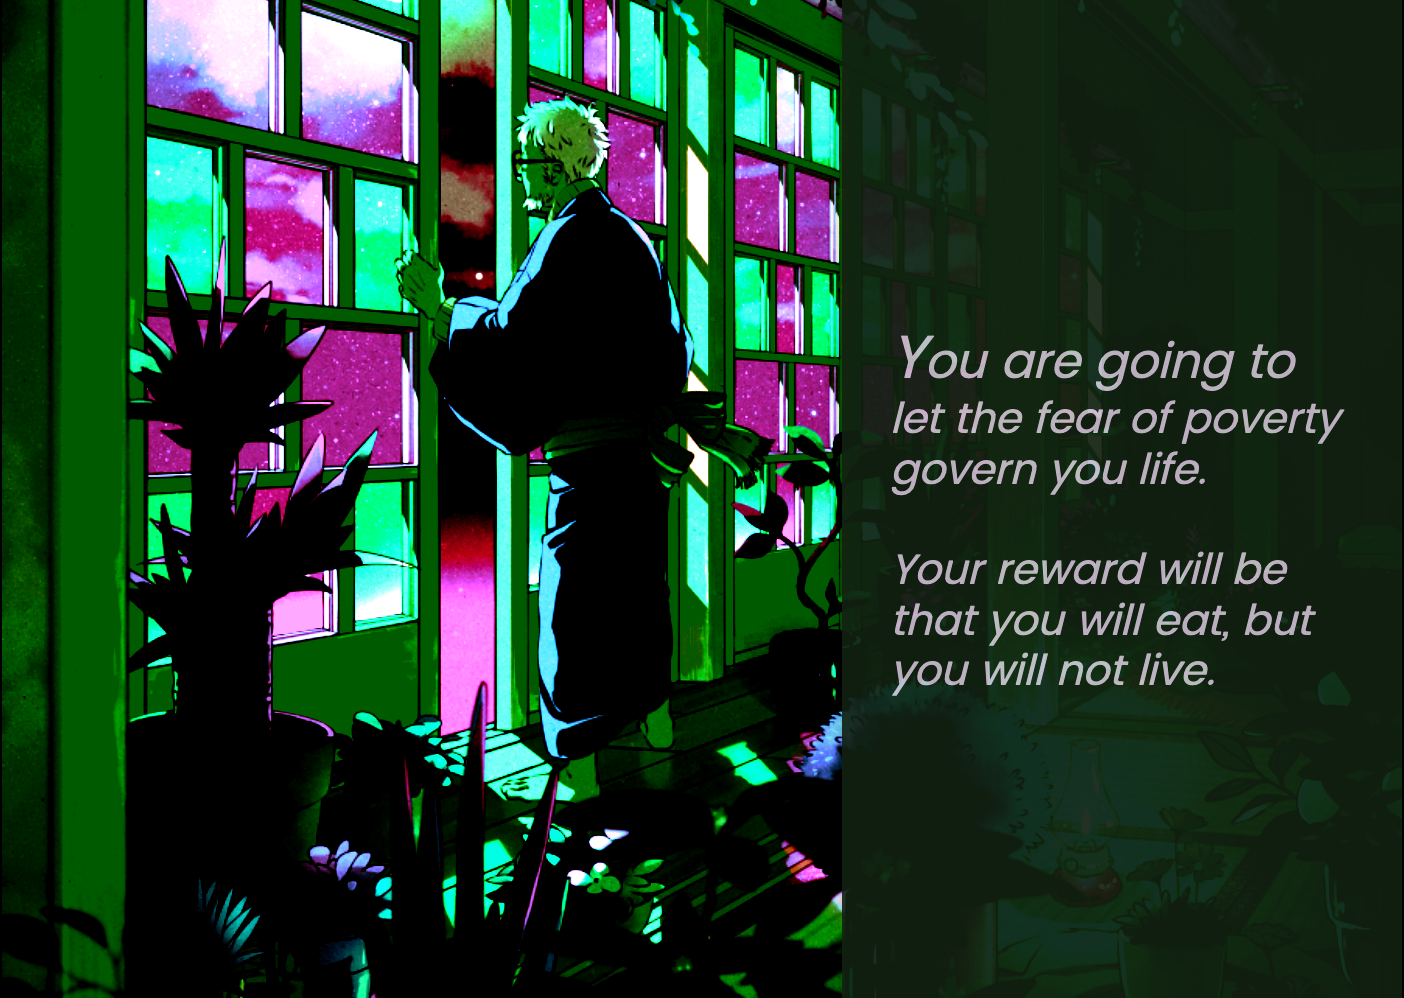 You are going to
let the fear of poverty
govern you life.
Your reward will be
that you will eat, but
you will not live.